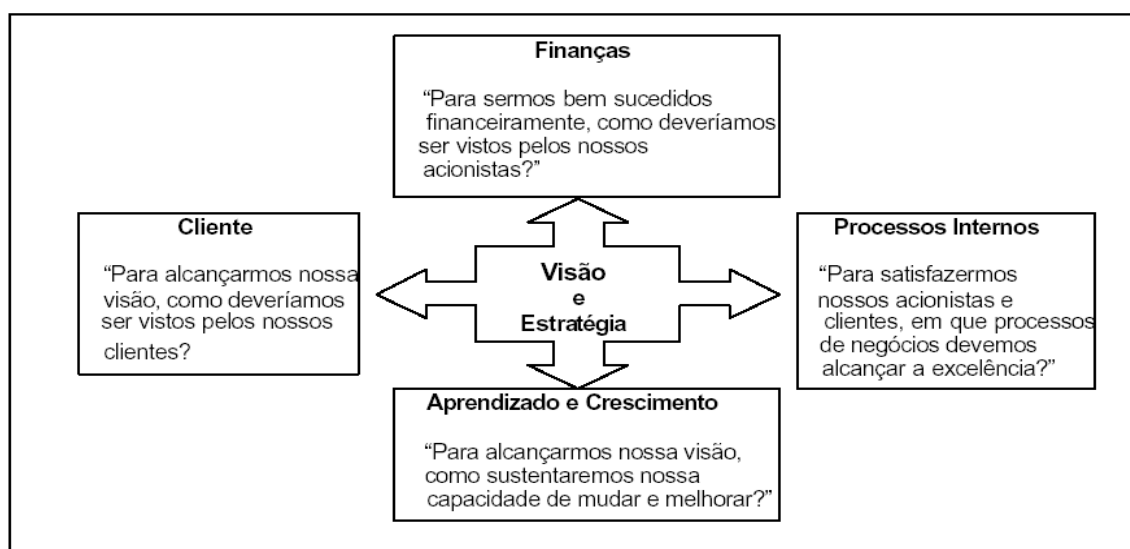 Finanças
“Para sermos bem sucedidos
financeiramente, como deveríamos
ser vistos pelos nossos
acionistas?”
Cliente
“Para alcançarmos nossa
visão, como deveríamos
ser vistos pelos nossos
clientes?
Visão
e
Estratégia
Processos Internos
“Para satisfazermos
nossos acionistas e
clientes, em que processos
de negócios devemos
alcançar a excelência?”
Aprendizado e Crescimento
“Para alcançarmos nossa visão,
como sustentaremos nossa
capacidade de mudar e melhorar?”